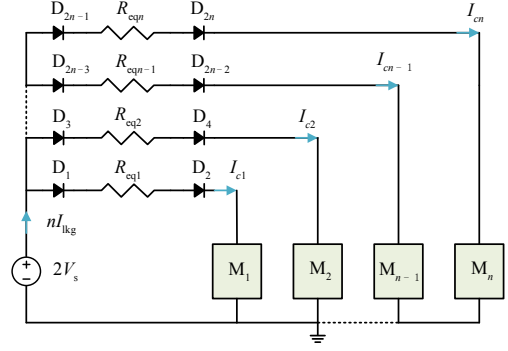 D2n−1 Reqn D2n Icn
D2n−3 Reqn−1 D2n−2 Icn−1
D3 Req2 D4 Ic2
D1 Req1 D2 Ic1
nIlkg
+
−
2Vs
M1 M2 Mn − 1 Mn